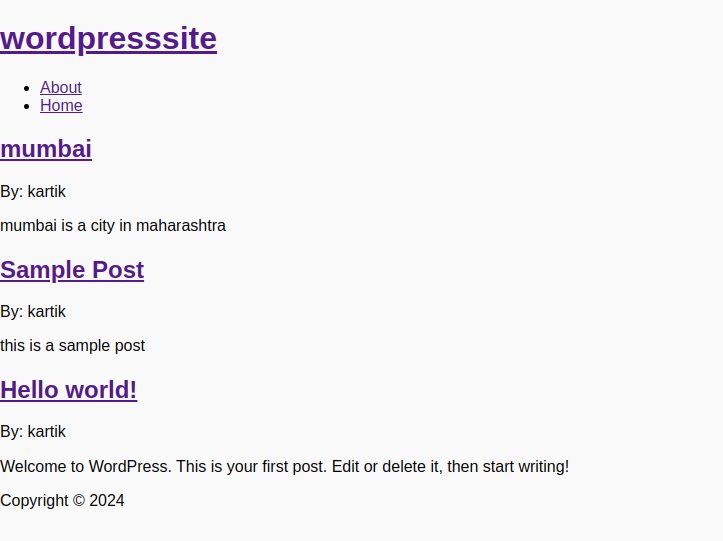 wordpresssite
About
Home
mumbai
By: kartik
mumbai is a city in maharashtra
Sample Post
By: kartik
this is a sample post
Hello world!
By: kartik
Welcome to WordPress. This is your first post. Edit or delete it, then start writing!
Copyright © 2024